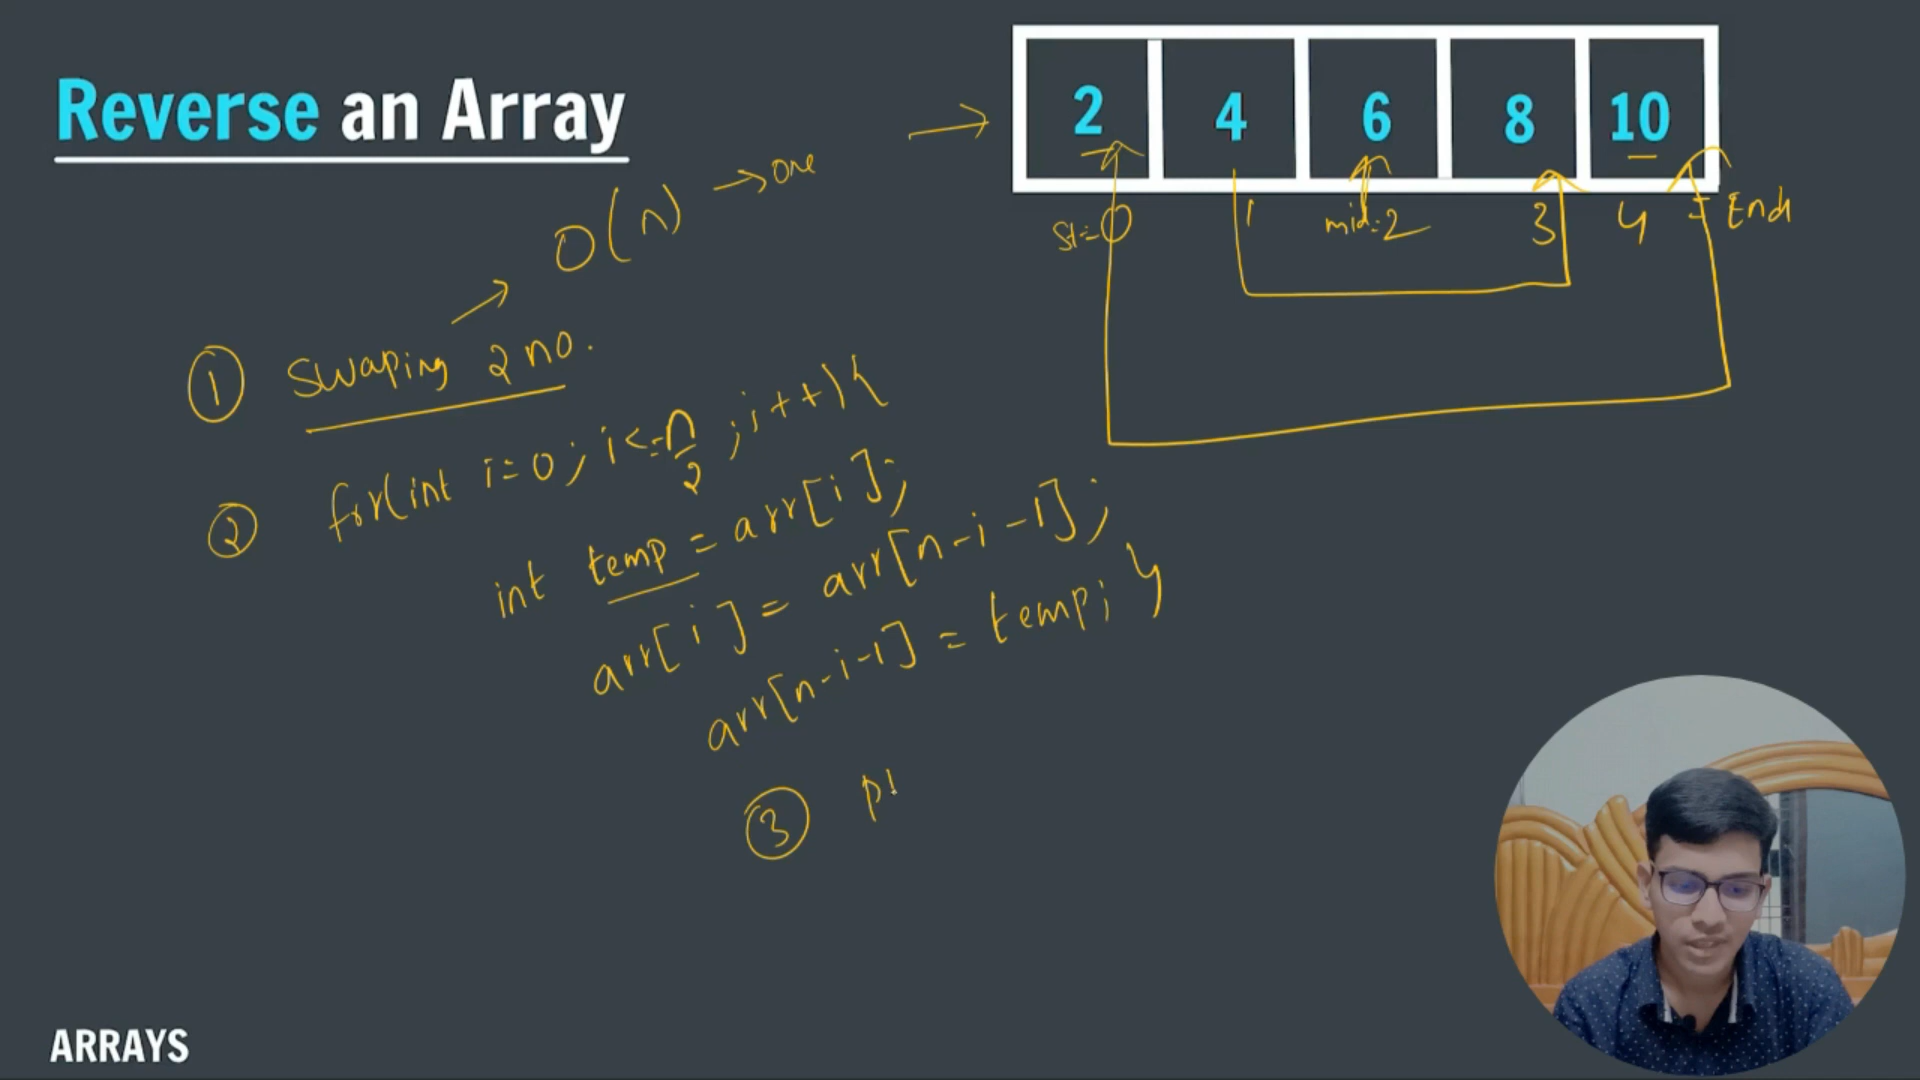 Reverse an Array
2 4 6 8 10
st=0 1 mid=2 3 4 = End
O(n) → one
① Swaping 2 no.
② for(int i=0; i<=n/2; i++){
int temp = arr[i];
arr[i] = arr[n-i-1];
arr[n-i-1] = temp; }
③
ARRAYS